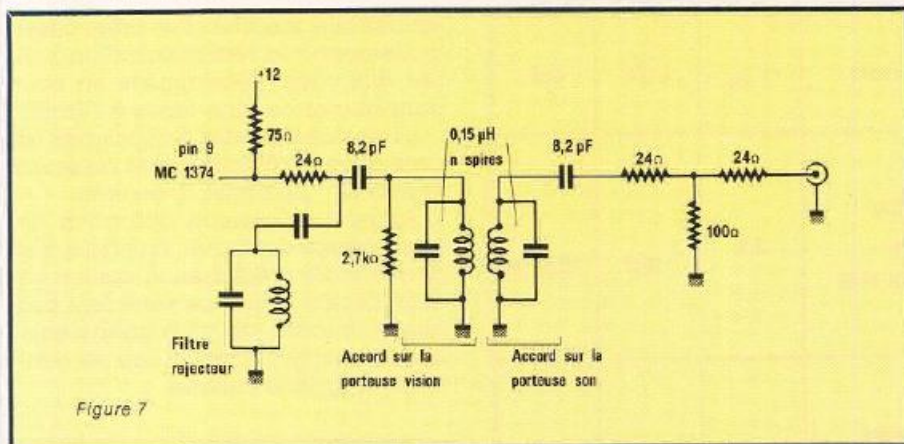 +12
75Ω
pin 9
MC 1374
24Ω
8,2 pF
0,15 µH
n spires
8,2 pF
24Ω
24Ω
2,7kΩ
100Ω
Filtre
rejecteur
Accord sur la
porteuse vision
Accord sur la
porteuse son
Figure 7